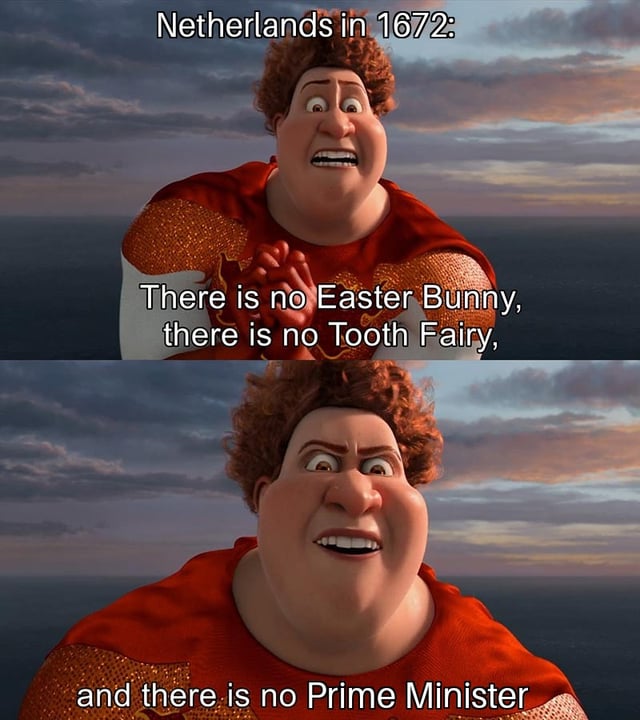 Netherlands in 1672:
There is no Easter Bunny,
there is no Tooth Fairy,
and there is no Prime Minister